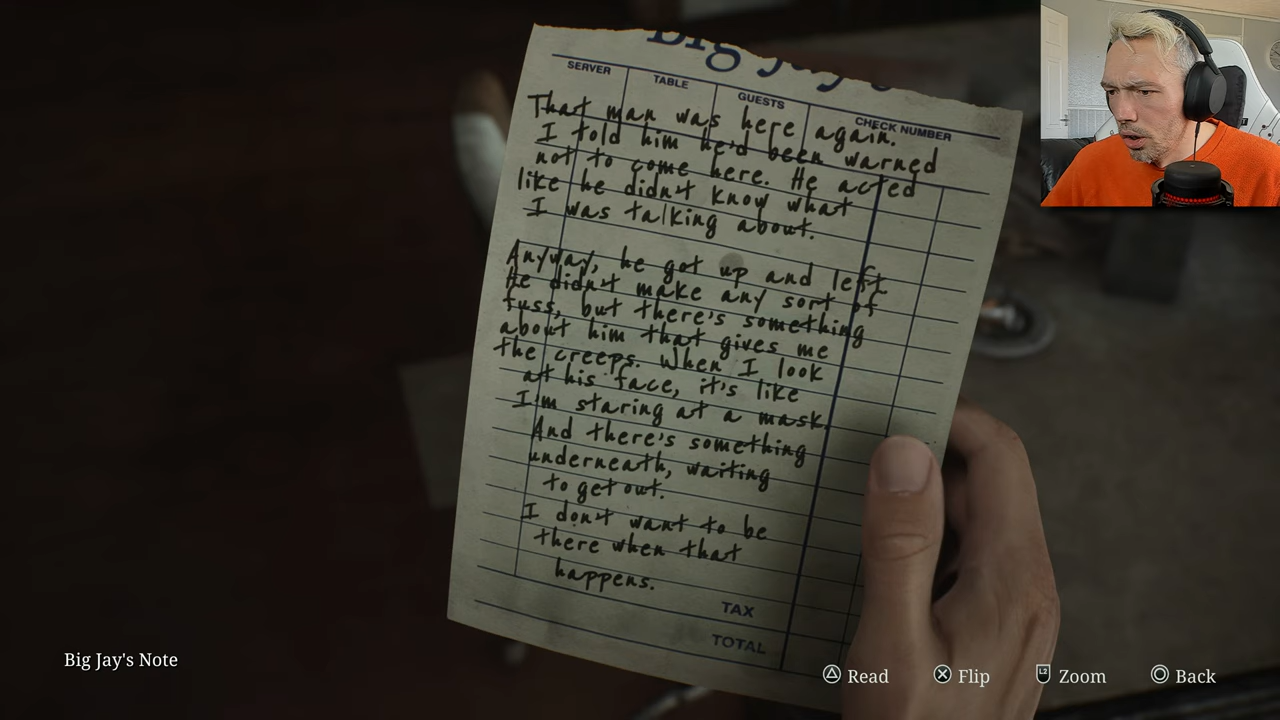 Big Jay's
SERVER TABLE GUESTS CHECK NUMBER
That man was here again.
I told him he'd been warned
not to come here. He acted
like he didn't know what
I was talking about.
Anyway, he got up and left
He didn't make any sort of
fuss, but there's something
about him that gives me
the creeps. When I look
at his face, it's like
I'm staring at a mask.
And there's something
underneath, waiting
to get out.
I don't want to be
there when that
happens.
TAX
TOTAL
Big Jay's Note
Read Flip L2 Zoom Back